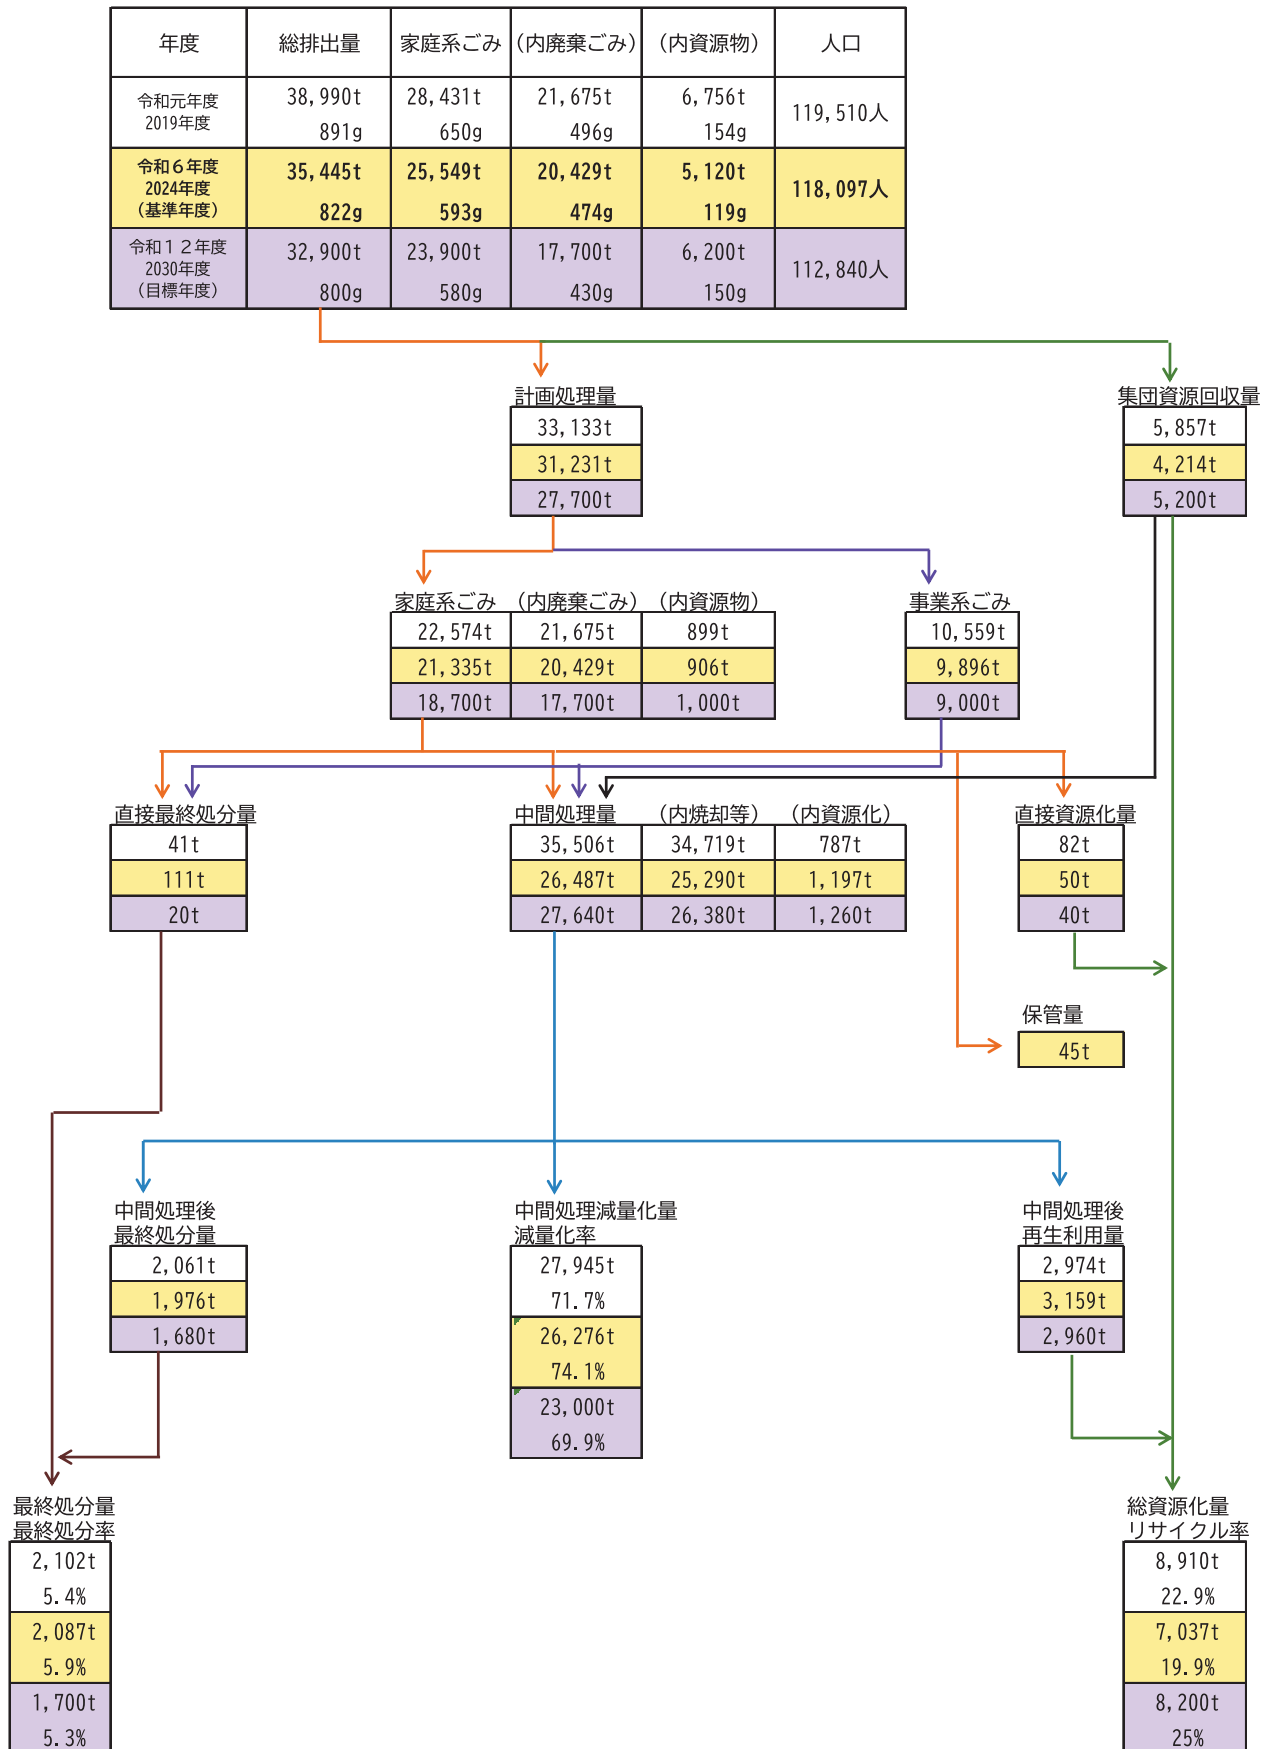 年度 総排出量 家庭系ごみ （内廃棄ごみ） （内資源物） 人口
令和元年度 38,990t 28,431t 21,675t 6,756t 119,510人
2019年度 891g 650g 496g 154g
令和６年度 35,445t 25,549t 20,429t 5,120t 118,097人
2024年度
（基準年度） 822g 593g 474g 119g
令和１２年度 32,900t 23,900t 17,700t 6,200t 112,840人
2030年度
（目標年度） 800g 580g 430g 150g
計画処理量 集団資源回収量
33,133t 5,857t
31,231t 4,214t
27,700t 5,200t
家庭系ごみ （内廃棄ごみ） （内資源物） 事業系ごみ
22,574t 21,675t 899t 10,559t
21,335t 20,429t 906t 9,896t
18,700t 17,700t 1,000t 9,000t
直接最終処分量 中間処理量 （内焼却等） （内資源化） 直接資源化量
41t 35,506t 34,719t 787t 82t
111t 26,487t 25,290t 1,197t 50t
20t 27,640t 26,380t 1,260t 40t
保管量
45t
中間処理後 中間処理減量化量 中間処理後
最終処分量 減量化率 再生利用量
2,061t 27,945t 2,974t
1,976t 71.7% 3,159t
1,680t 26,276t 2,960t
74.1%
23,000t
69.9%
最終処分量 総資源化量
最終処分率 リサイクル率
2,102t 8,910t
5.4% 22.9%
2,087t 7,037t
5.9% 19.9%
1,700t 8,200t
5.3% 25%